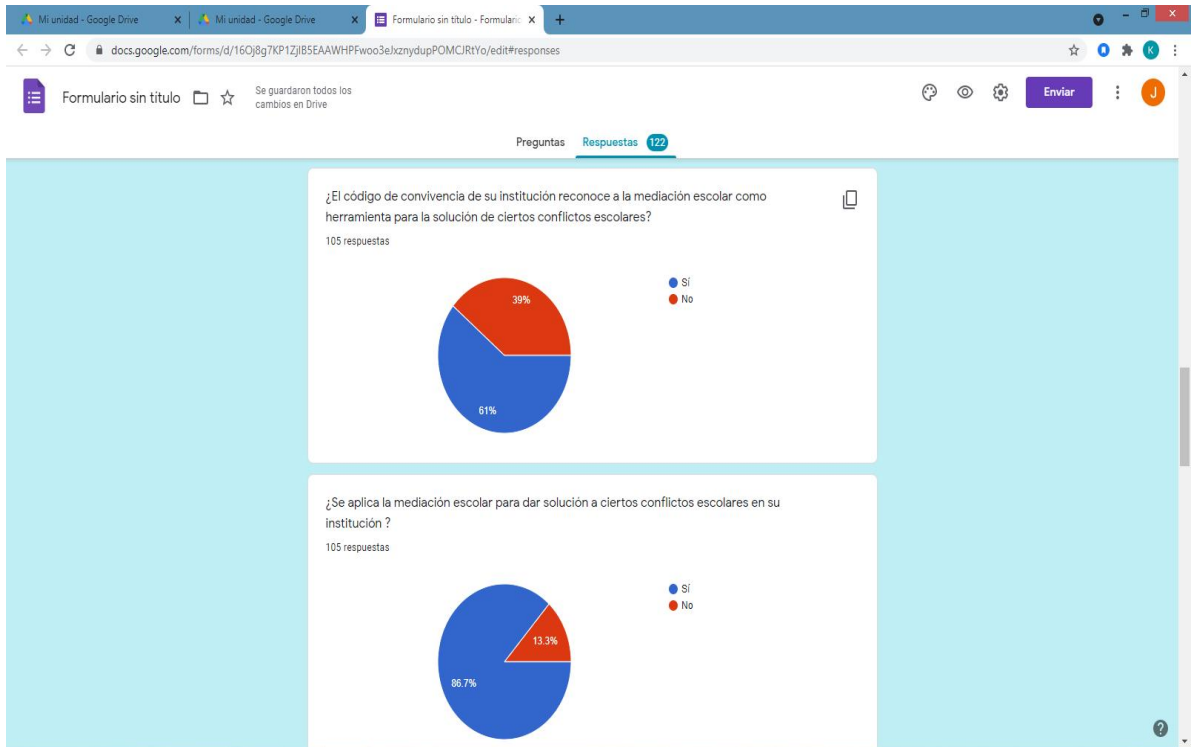 Mi unidad - Google Drive
Mi unidad - Google Drive
Formulario sin título - Formulario
docs.google.com/forms/d/16Oj8g7KP1ZjlB5EAAWHPFwoo3eJxznydupPOMCJRtYo/edit#responses
K
Formulario sin título
Se guardaron todos los
cambios en Drive
Enviar
J
Preguntas Respuestas 122
¿El código de convivencia de su institución reconoce a la mediación escolar como
herramienta para la solución de ciertos conflictos escolares?
105 respuestas
Sí
No
39%
61%
¿Se aplica la mediación escolar para dar solución a ciertos conflictos escolares en su
institución ?
105 respuestas
Sí
No
13.3%
86.7%